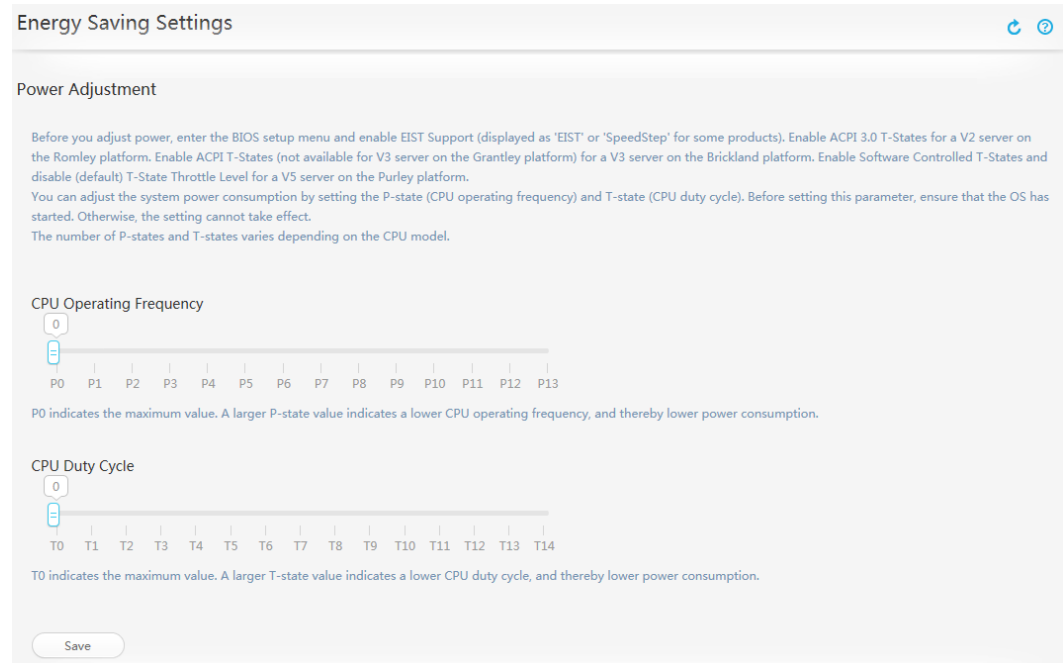 Energy Saving Settings
Power Adjustment
Before you adjust power, enter the BIOS setup menu and enable EIST Support (displayed as 'EIST' or 'SpeedStep' for some products). Enable ACPI 3.0 T-States for a V2 server on
the Romley platform. Enable ACPI T-States (not available for V3 server on the Grantley platform) for a V3 server on the Brickland platform. Enable Software Controlled T-States and
disable (default) T-State Throttle Level for a V5 server on the Purley platform.
You can adjust the system power consumption by setting the P-state (CPU operating frequency) and T-state (CPU duty cycle). Before setting this parameter, ensure that the OS has
started. Otherwise, the setting cannot take effect.
The number of P-states and T-states varies depending on the CPU model.
CPU Operating Frequency
0
P0 P1 P2 P3 P4 P5 P6 P7 P8 P9 P10 P11 P12 P13
P0 indicates the maximum value. A larger P-state value indicates a lower CPU operating frequency, and thereby lower power consumption.
CPU Duty Cycle
0
T0 T1 T2 T3 T4 T5 T6 T7 T8 T9 T10 T11 T12 T13 T14
T0 indicates the maximum value. A larger T-state value indicates a lower CPU duty cycle, and thereby lower power consumption.
Save